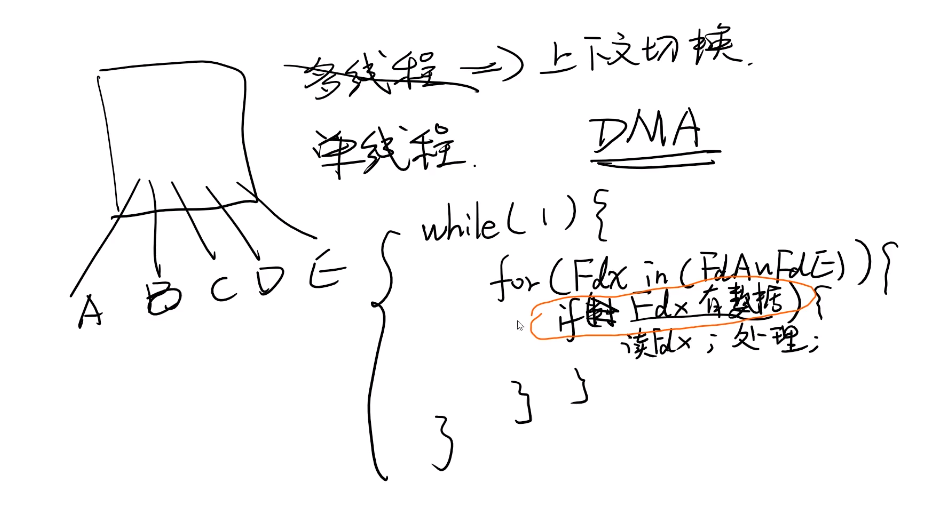 多线程 => 上下文切换.
单线程.
DMA
while(1){
for(Fdx in (FdA~FdE)){
if( Fdx 有数据){
读Fdx; 处理;
} }
}
A B C D E